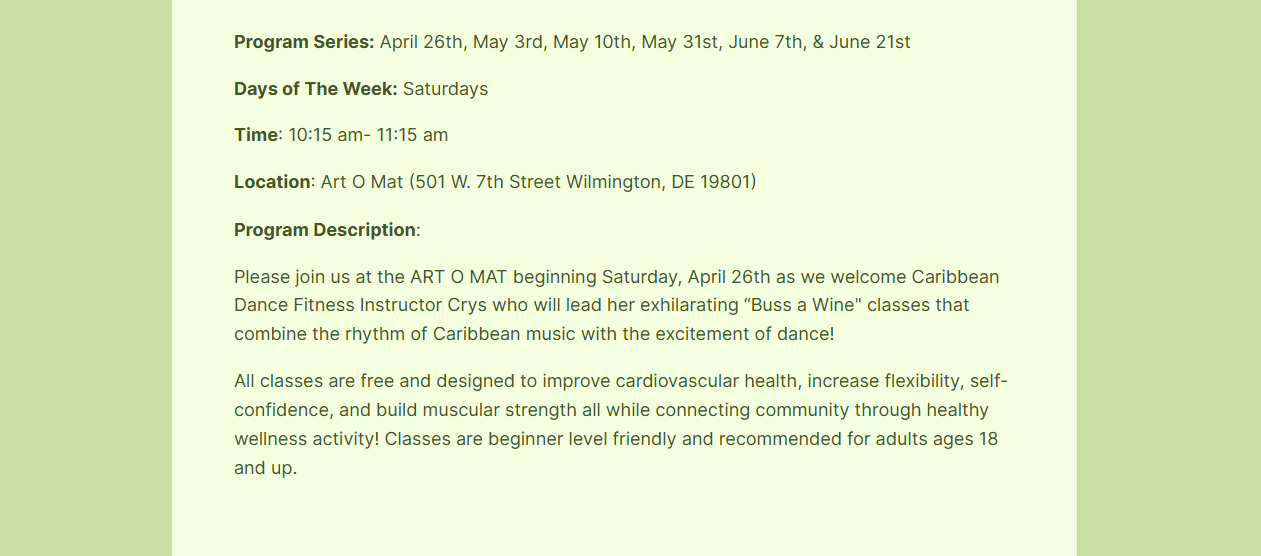 Program Series: April 26th, May 3rd, May 10th, May 31st, June 7th, & June 21st
Days of The Week: Saturdays
Time: 10:15 am- 11:15 am
Location: Art O Mat (501 W. 7th Street Wilmington, DE 19801)
Program Description:
Please join us at the ART O MAT beginning Saturday, April 26th as we welcome Caribbean
Dance Fitness Instructor Crys who will lead her exhilarating “Buss a Wine" classes that
combine the rhythm of Caribbean music with the excitement of dance!
All classes are free and designed to improve cardiovascular health, increase flexibility, self-
confidence, and build muscular strength all while connecting community through healthy
wellness activity! Classes are beginner level friendly and recommended for adults ages 18
and up.